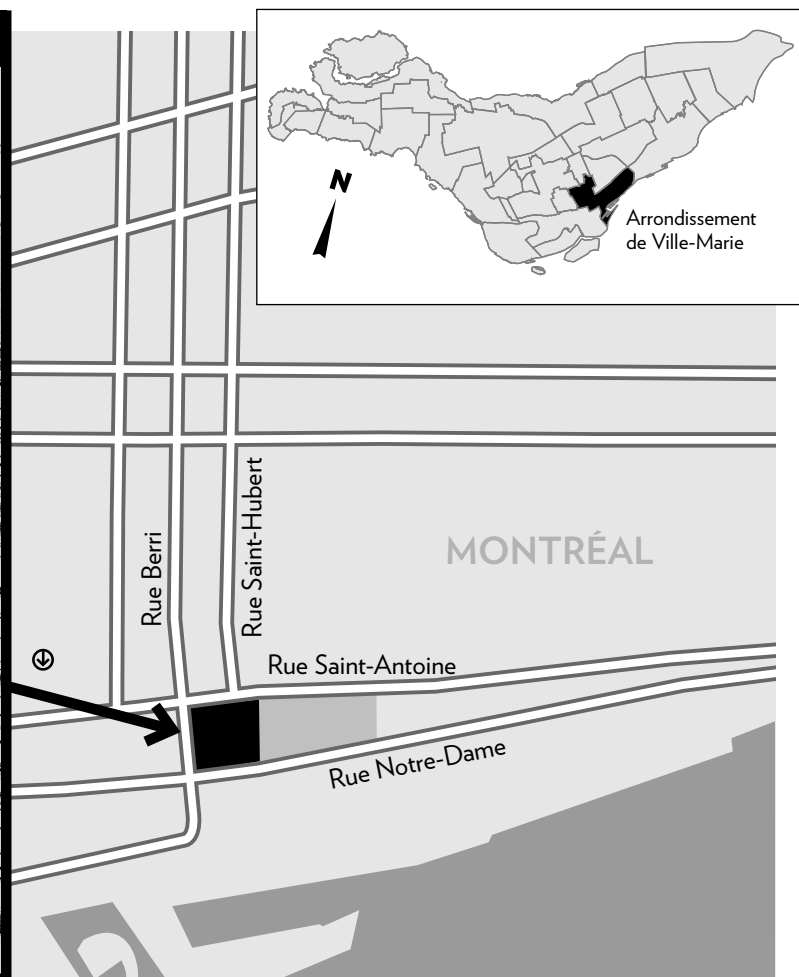 N
Arrondissement
de Ville-Marie
Rue Berri
Rue Saint-Hubert
MONTRÉAL
Rue Saint-Antoine
Rue Notre-Dame